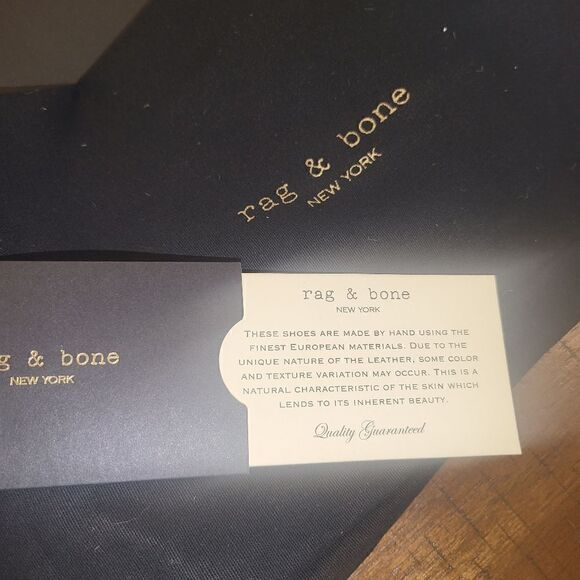 rag & bone
NEW YORK
& bone
NEW YORK
rag & bone
NEW YORK
THESE SHOES ARE MADE BY HAND USING THE
FINEST EUROPEAN MATERIALS. DUE TO THE
UNIQUE NATURE OF THE LEATHER, SOME COLOR
AND TEXTURE VARIATION MAY OCCUR. THIS IS A
NATURAL CHARACTERISTIC OF THE SKIN WHICH
LENDS TO ITS INHERENT BEAUTY.
Quality Guaranteed